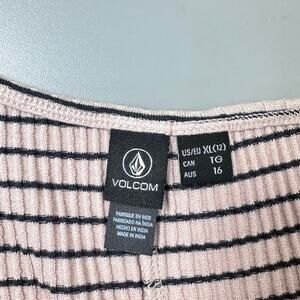 VOLCOM
FABRIQUE EN INDE
FABRICADO NA ÍNDIA
HECHO EN INDIA
MADE IN INDIA
US/EU XL(12)
CAN TG
AUS 16